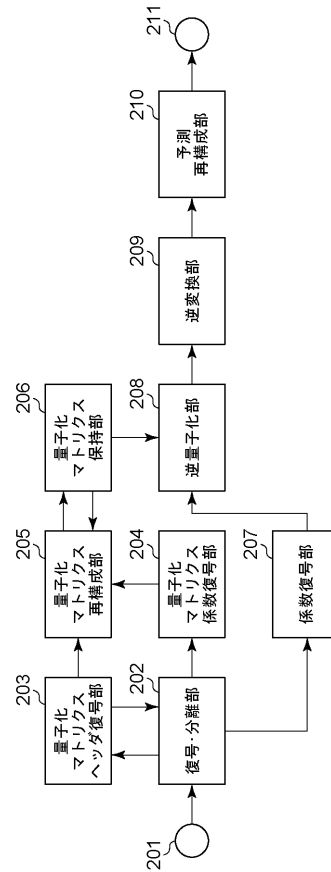 203
量子化
マトリクス
ヘッダ復号部
205
量子化
マトリクス
再構成部
206
量子化
マトリクス
保持部
201
202
復号・分離部
204
量子化
マトリクス
係数復号部
208
逆量子化部
209
逆変換部
210
予測
再構成部
211
207
係数復号部